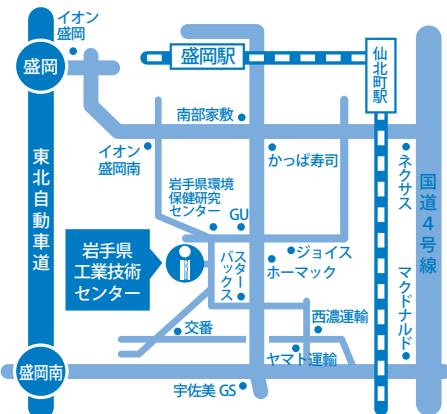 イオン
盛岡
盛岡
盛岡駅
仙北町駅
南部家敷
イオン
盛岡南
かっぱ寿司
ネクサス
東北自動車道
国道4号線
岩手県環境
保健研究
センター
GU
岩手県
工業技術
センター
スター
バックス
ジョイス
ホーマック
マクドナルド
西濃運輸
交番
ヤマト運輸
盛岡南
宇佐美 GS